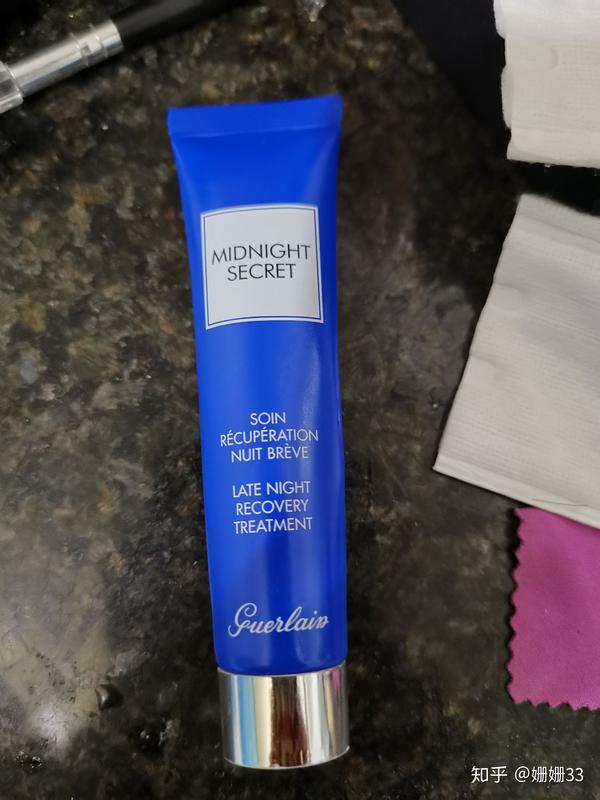 MIDNIGHT
SECRET
SOIN
RÉCUPÉRATION
NUIT BRÈVE
LATE NIGHT
RECOVERY
TREATMENT
Guerlain
知乎 @姗姗33